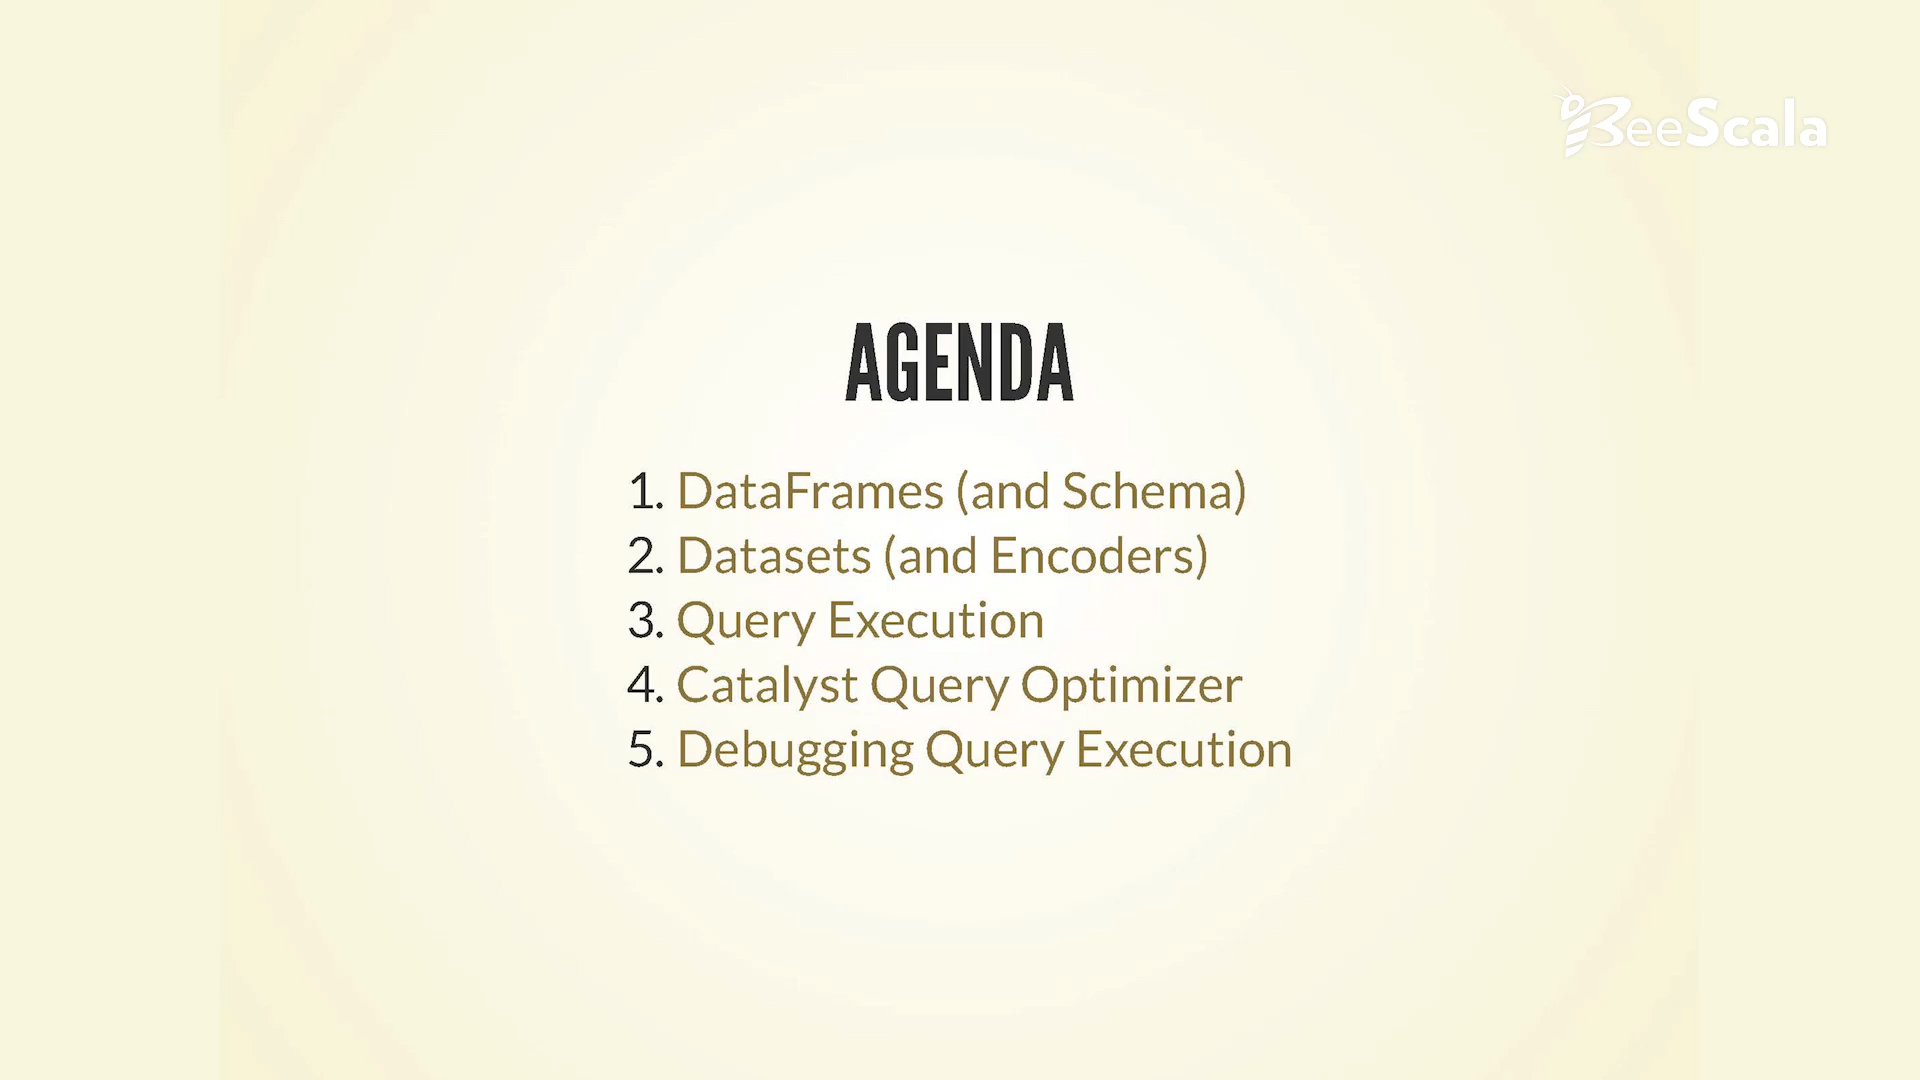 BeeScala
AGENDA
1. DataFrames (and Schema)
2. Datasets (and Encoders)
3. Query Execution
4. Catalyst Query Optimizer
5. Debugging Query Execution